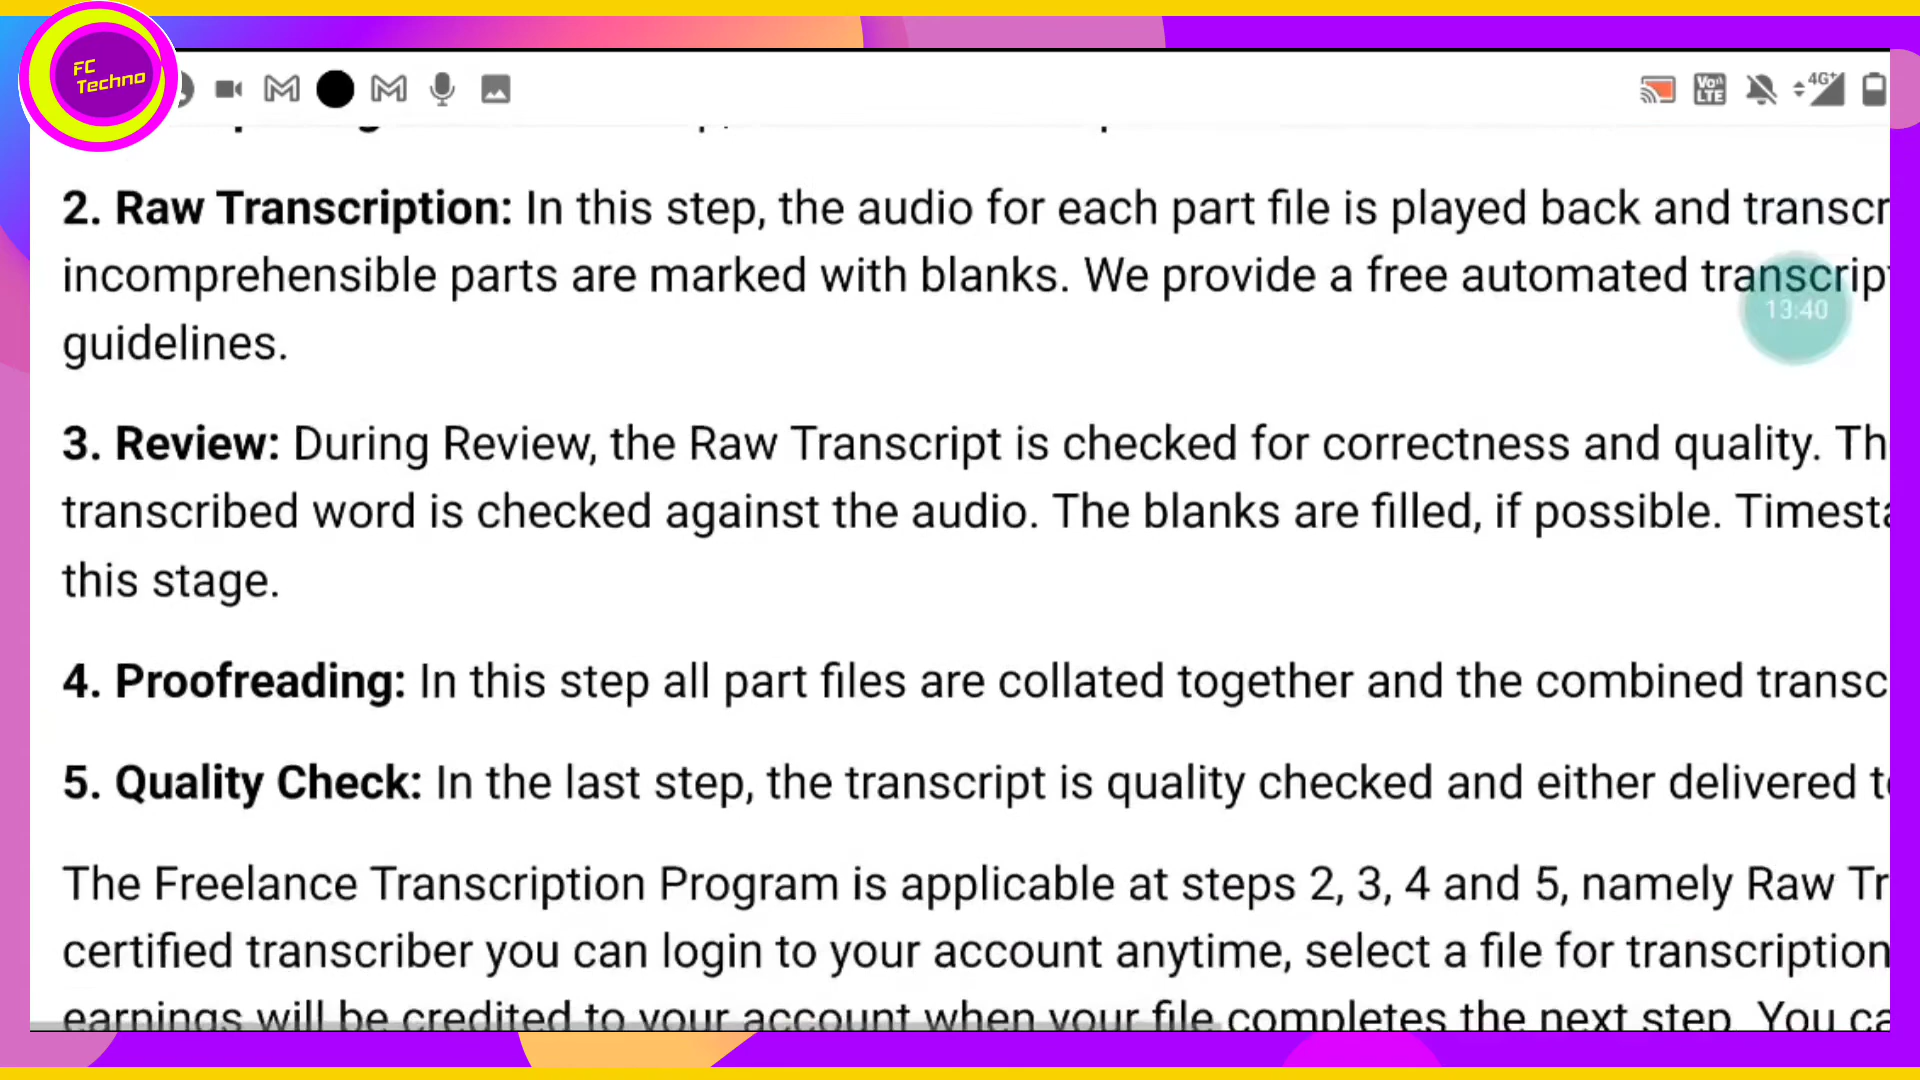 FC
Techno
Vo LTE
4G+
2. Raw Transcription: In this step, the audio for each part file is played back and transcr
incomprehensible parts are marked with blanks. We provide a free automated transcrip
13:40
guidelines.
3. Review: During Review, the Raw Transcript is checked for correctness and quality. Th
transcribed word is checked against the audio. The blanks are filled, if possible. Timesta
this stage.
4. Proofreading: In this step all part files are collated together and the combined transc
5. Quality Check: In the last step, the transcript is quality checked and either delivered to
The Freelance Transcription Program is applicable at steps 2, 3, 4 and 5, namely Raw Tr
certified transcriber you can login to your account anytime, select a file for transcription
earnings will be credited to your account when your file completes the next step. You ca